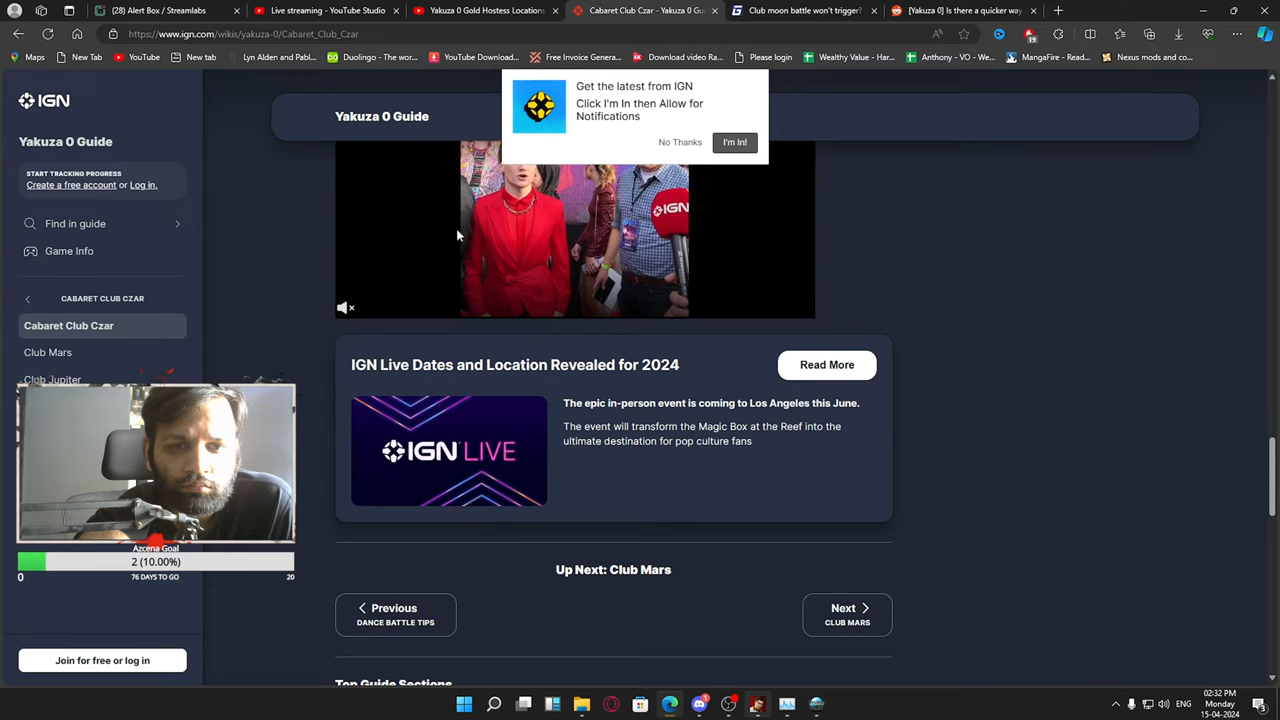 (28) Alert Box / Streamlabs
Live streaming - YouTube Studio
Yakuza 0 Gold Hostess Locations
Cabaret Club Czar - Yakuza 0 Gu
Club moon battle won't trigger?
[Yakuza 0] Is there a quicker way
https://www.ign.com/wikis/yakuza-0/Cabaret_Club_Czar
19
Maps
New Tab
YouTube
New tab
Lyn Alden and Pabl...
Duolingo - The wor...
YouTube Download...
Free Invoice Genera...
Download video Ra...
Please login
Wealthy Value - Har...
Anthony - VO - We...
MangaFire - Read...
Nexus mods and co...
IGN
Yakuza 0 Guide
START TRACKING PROGRESS
Create a free account or Log in.
Find in guide
Game Info
CABARET CLUB CZAR
Cabaret Club Czar
Club Mars
Club Jupiter
Azcena Goal
2 (10.00%)
0
76 DAYS TO GO
20
Join for free or log in
Yakuza 0 Guide
Get the latest from IGN
Click I'm In then Allow for
Notifications
No Thanks
I'm In!
IGN
IGN Live Dates and Location Revealed for 2024
Read More
IGN LIVE
The epic in-person event is coming to Los Angeles this June.
The event will transform the Magic Box at the Reef into the
ultimate destination for pop culture fans
Up Next: Club Mars
Previous
DANCE BATTLE TIPS
Next
CLUB MARS
Top Guide Sections
1
ENG
02:32 PM
Monday
15-04-2024
3